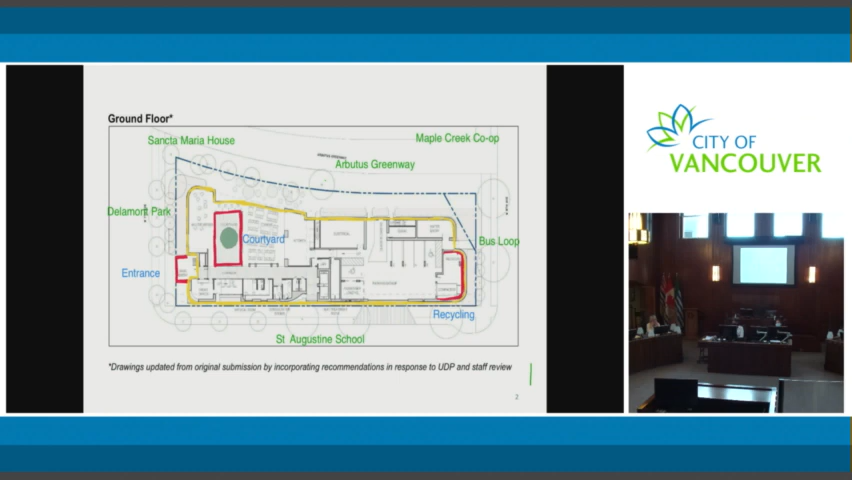 Ground Floor*
Sancta Maria House
Maple Creek Co-op
ARBUTUS GREENWAY
Arbutus Greenway
Delamont Park
Courtyard
Bus Loop
Entrance
Recycling
St Augustine School
*Drawings updated from original submission by incorporating recommendations in response to UDP and staff review
2
CITY OF
VANCOUVER